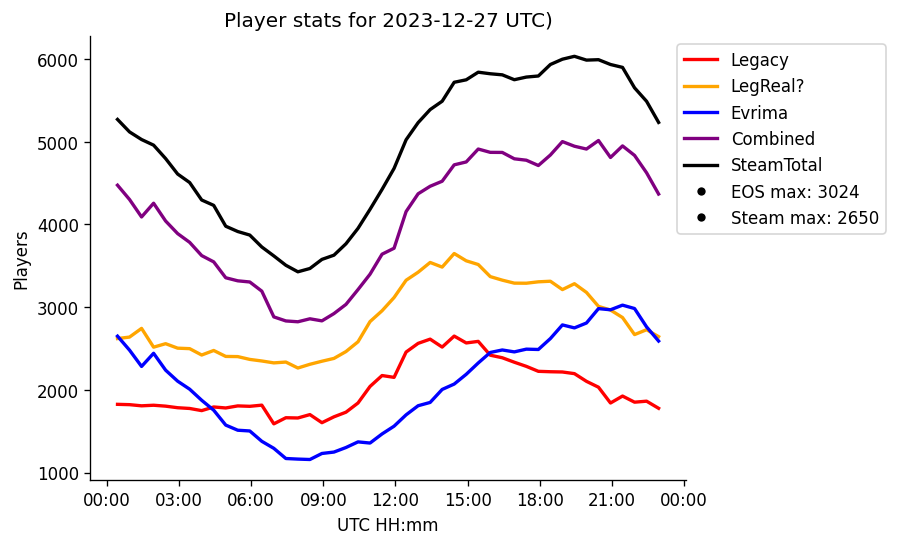 Player stats for 2023-12-27 UTC)
Legacy
LegReal?
Evrima
Combined
SteamTotal
EOS max: 3024
Steam max: 2650
Players
6000
5000
4000
3000
2000
1000
00:00 03:00 06:00 09:00 12:00 15:00 18:00 21:00 00:00
UTC HH:mm